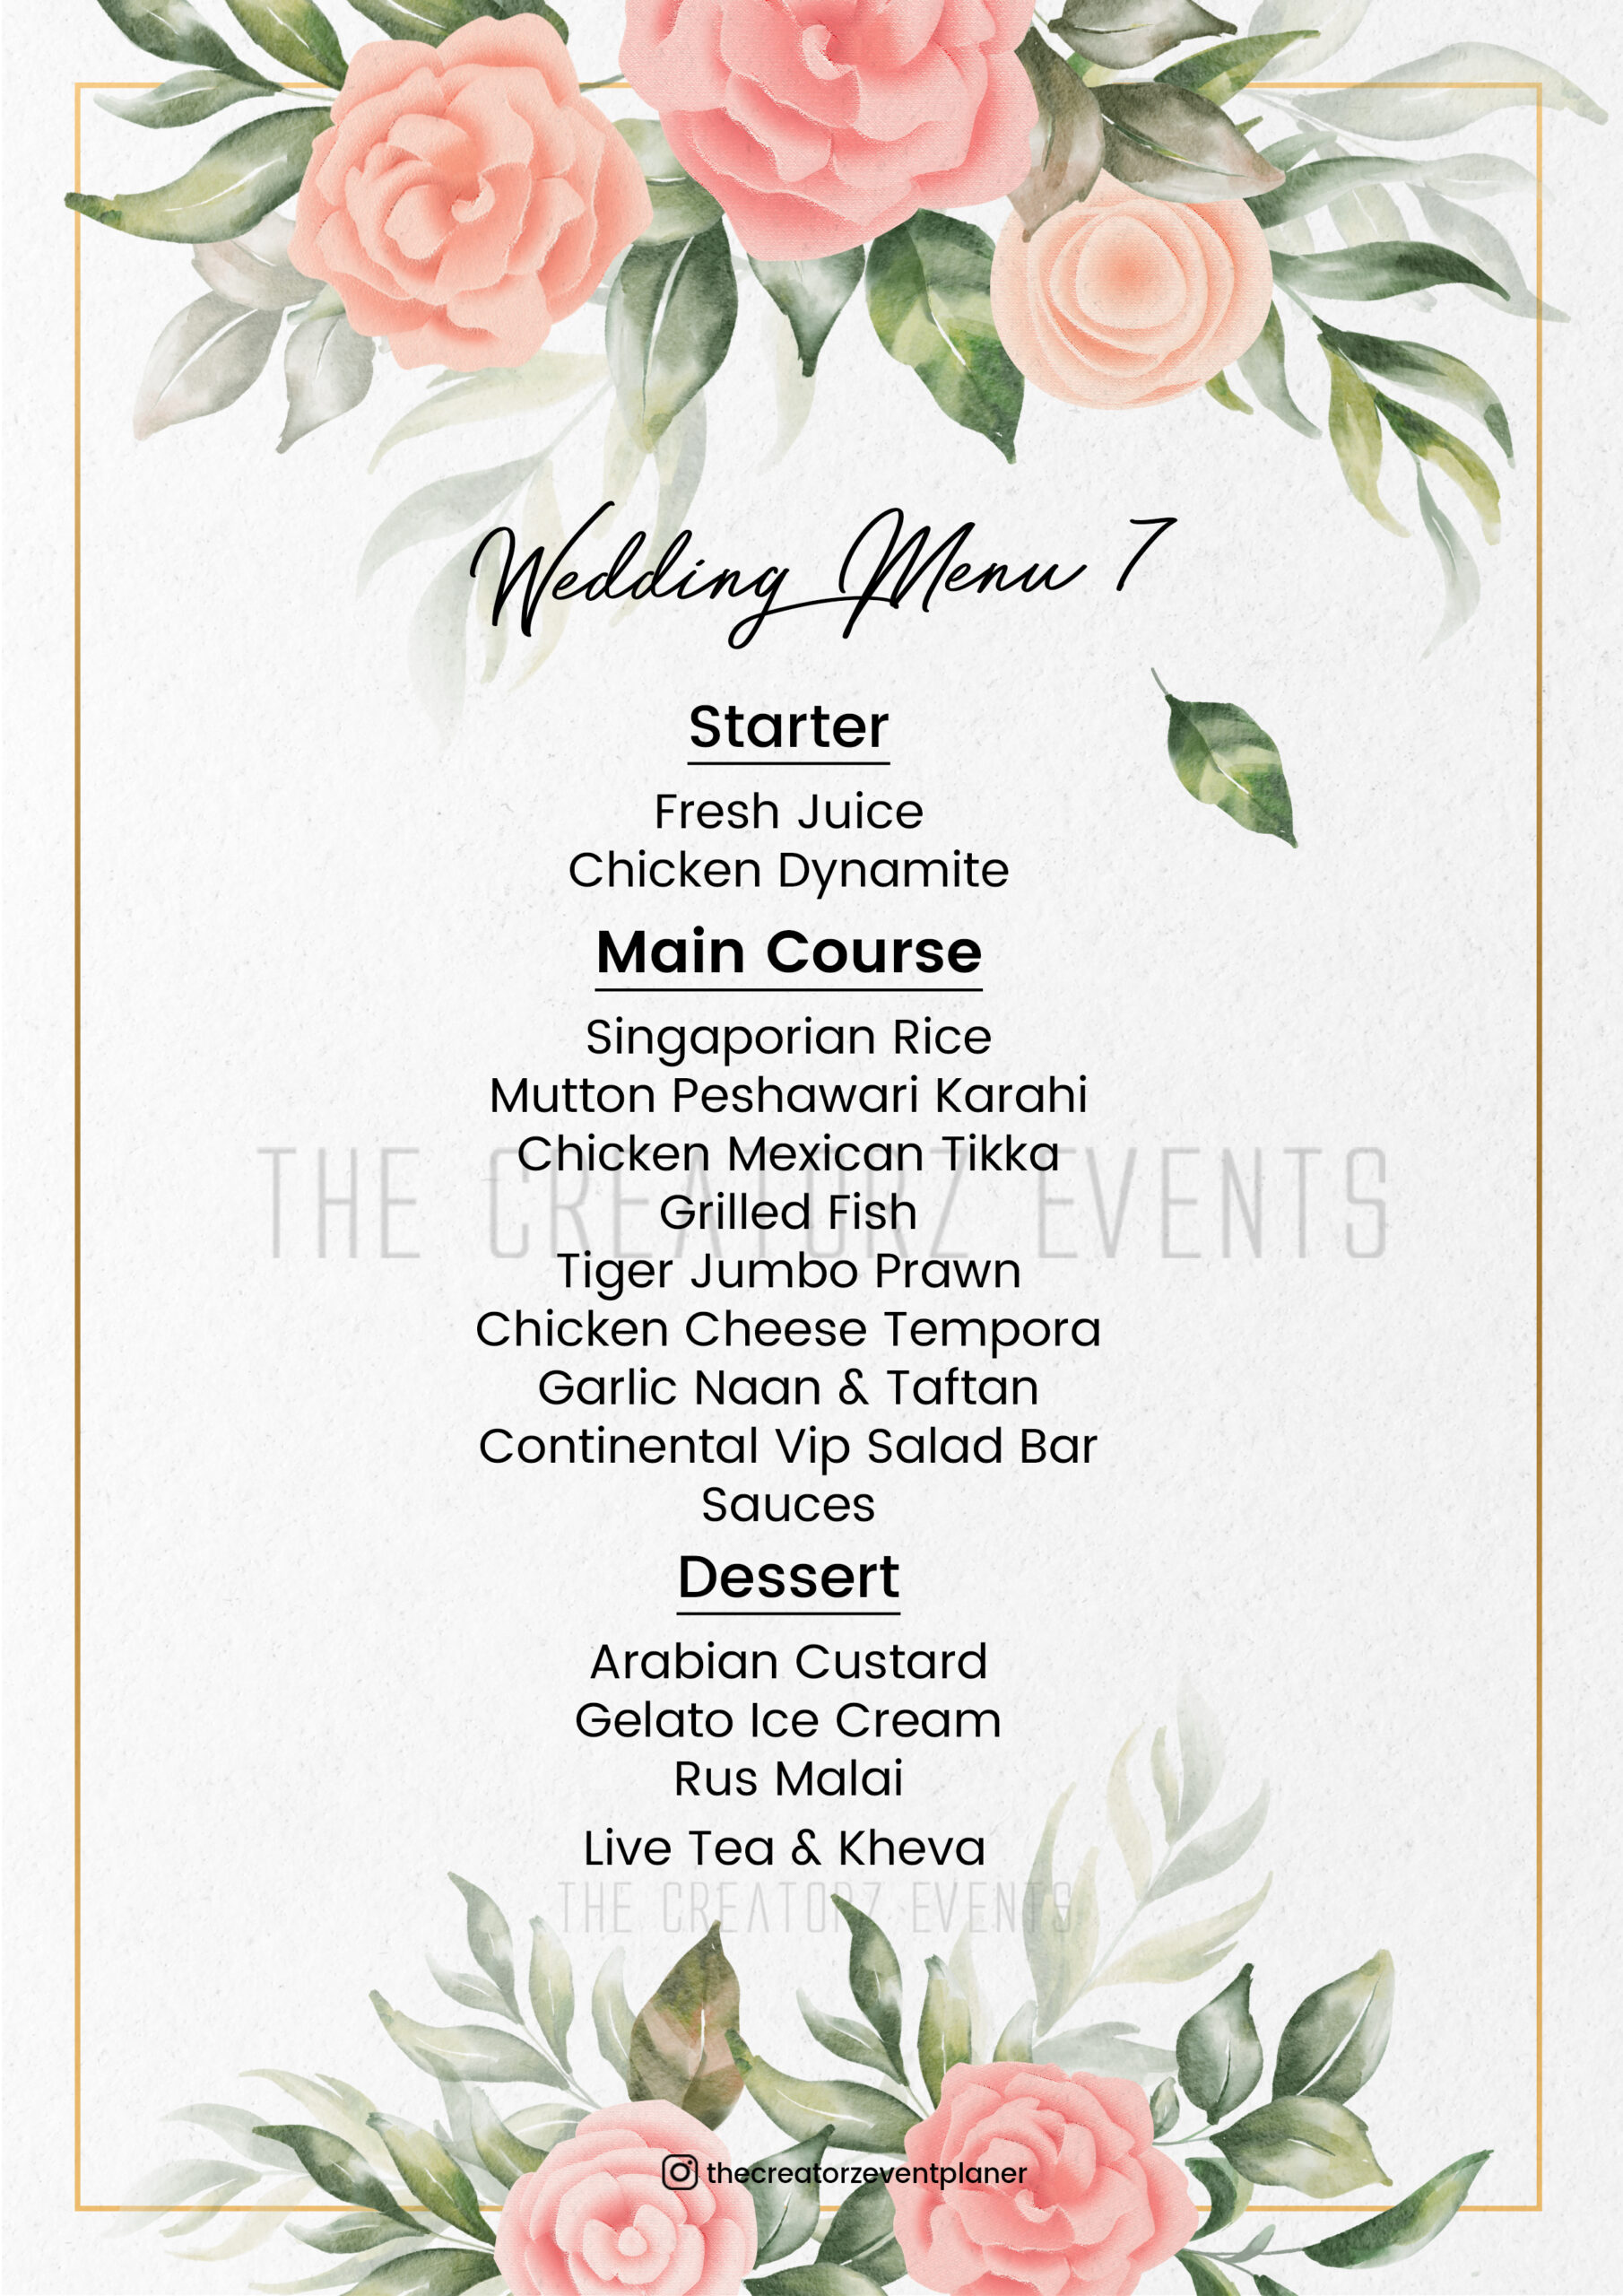 Wedding Menu 7
Starter
Fresh Juice
Chicken Dynamite
Main Course
Singaporian Rice
Mutton Peshawari Karahi
Chicken Mexican Tikka
THE CREATORZ EVENTS
Grilled Fish
Tiger Jumbo Prawn
Chicken Cheese Tempora
Garlic Naan & Taftan
Continental Vip Salad Bar
Sauces
Dessert
Arabian Custard
Gelato Ice Cream
Rus Malai
Live Tea & Kheva
THE CREATORZ EVENTS
thecreatorzeventplaner